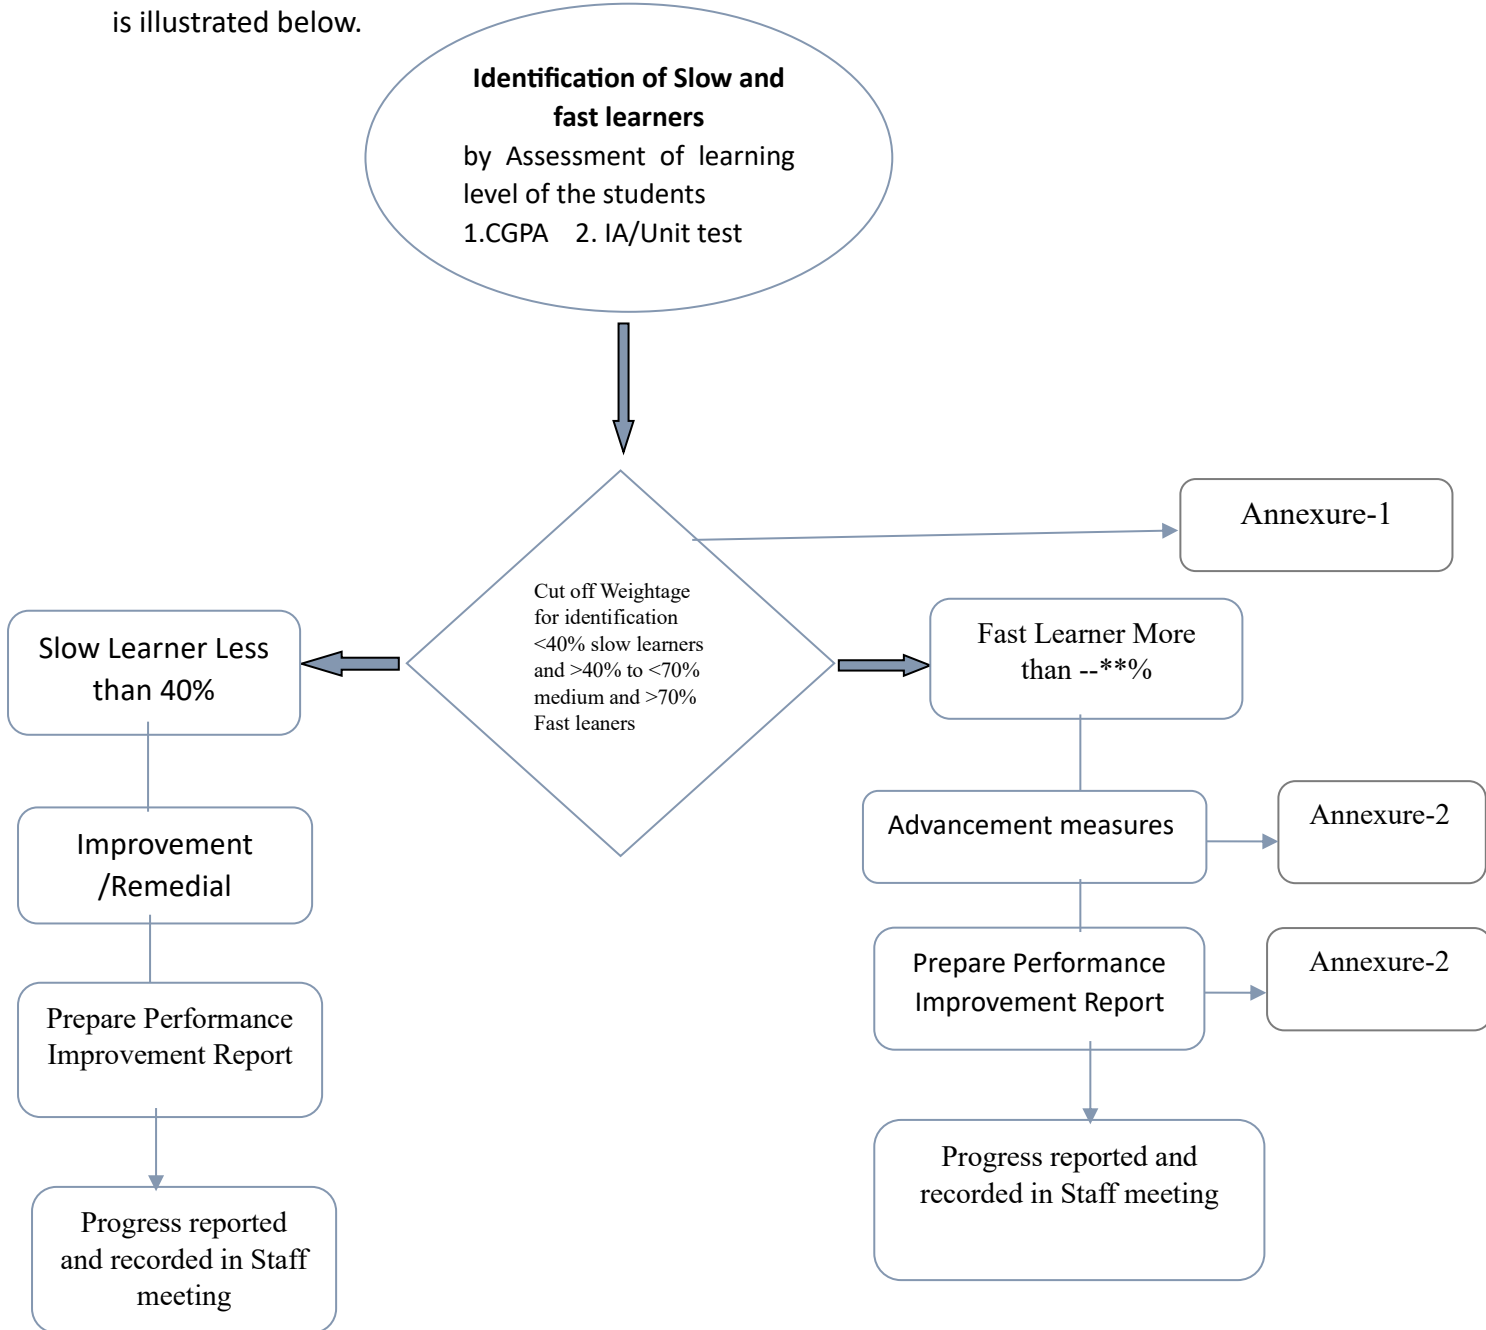 is illustrated below.
Identification of Slow and
fast learners
by Assessment of learning
level of the students
1.CGPA 2. IA/Unit test
Annexure-1
Cut off Weightage
for identification
<40% slow learners
and >40% to <70%
medium and >70%
Fast leaners
Slow Learner Less
than 40%
Fast Learner More
than --**%
Improvement
/Remedial
Advancement measures
Annexure-2
Prepare Performance
Improvement Report
Prepare Performance
Improvement Report
Annexure-2
Progress reported
and recorded in Staff
meeting
Progress reported and
recorded in Staff meeting